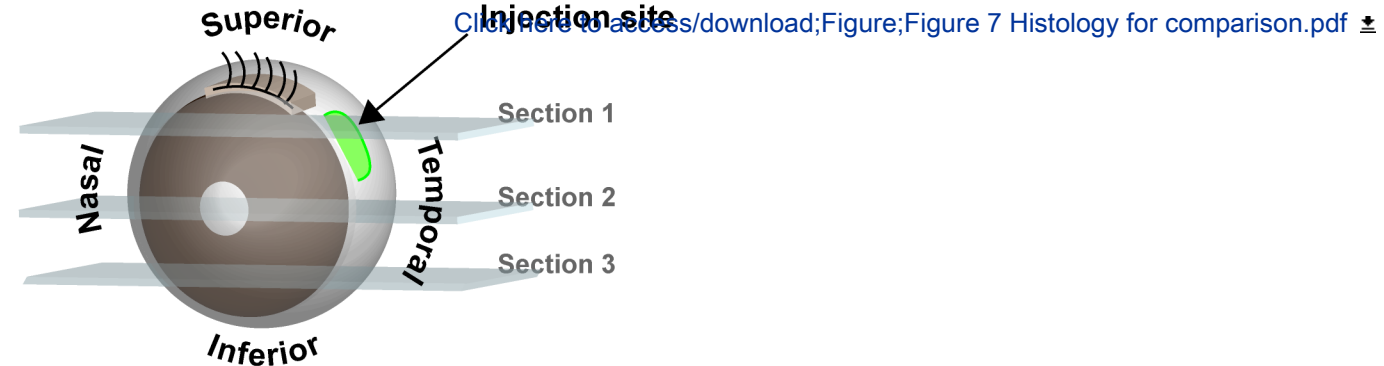 Superior
Injection site
Click here to access/download;Figure;Figure 7 Histology for comparison.pdf
Section 1
Nasal
Temporal
Section 2
Section 3
Inferior